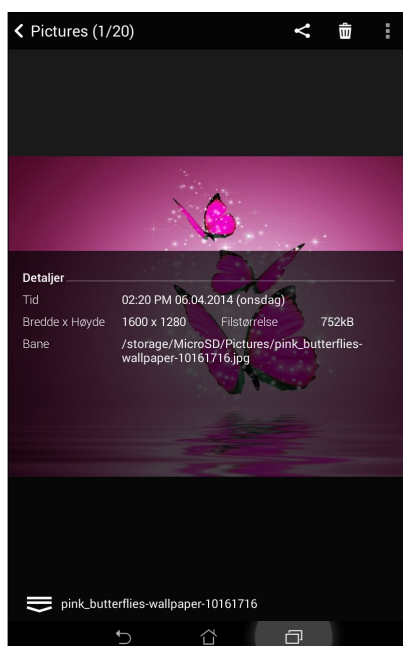 Pictures (1/20)
Detaljer
Tid 02:20 PM 06.04.2014 (onsdag)
Bredde x Høyde 1600 x 1280 Filstørrelse 752kB
Bane /storage/MicroSD/Pictures/pink_butterflies-
wallpaper-10161716.jpg
pink_butterflies-wallpaper-10161716